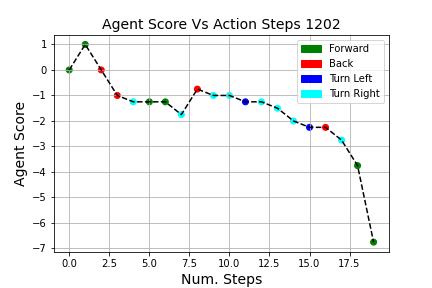 Agent Score Vs Action Steps 1202
Forward
Back
Turn Left
Turn Right
Agent Score
1
0
−1
−2
−3
−4
−5
−6
−7
0.0 2.5 5.0 7.5 10.0 12.5 15.0 17.5
Num. Steps